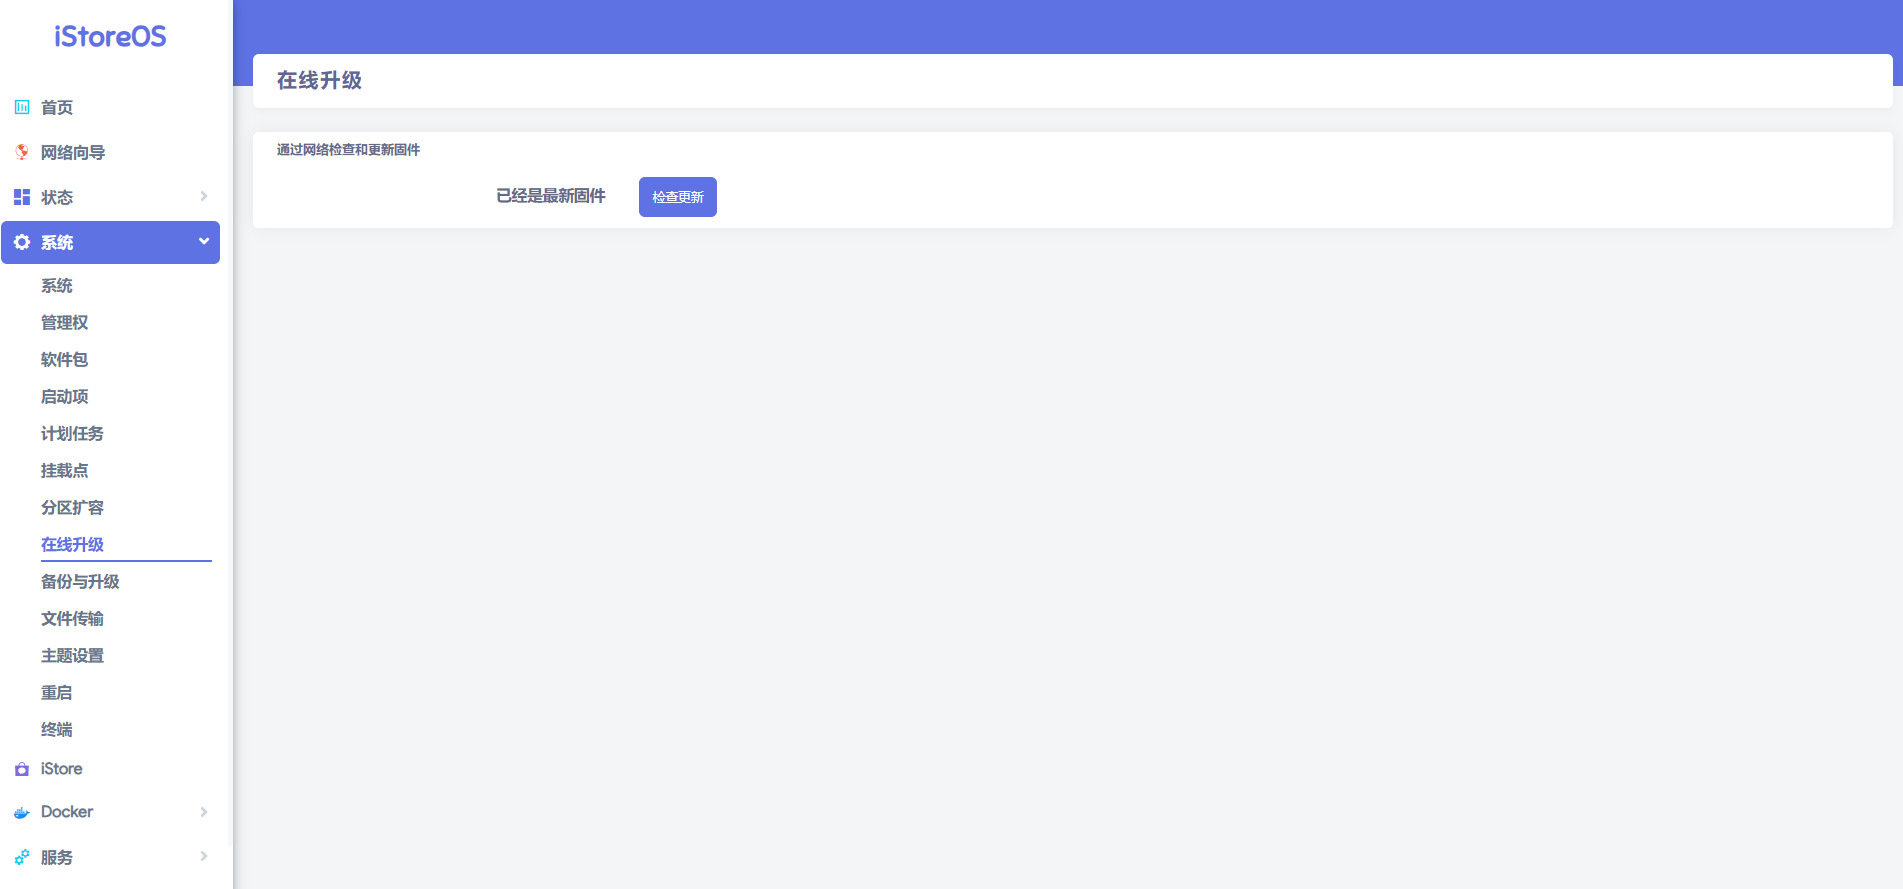 iStoreOS
首页
网络向导
状态
系统
系统
管理权
软件包
启动项
计划任务
挂载点
分区扩容
在线升级
备份与升级
文件传输
主题设置
重启
终端
iStore
Docker
服务
在线升级
通过网络检查和更新固件
已经是最新固件
检查更新